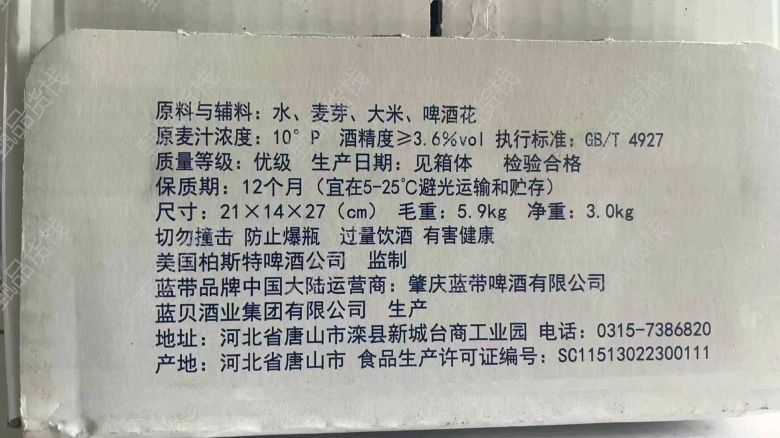 原料与辅料：水、麦芽、大米、啤酒花
原麦汁浓度：10°P 酒精度≥3.6%vol 执行标准：GB/T 4927
质量等级：优级 生产日期：见箱体 检验合格
保质期：12个月（宜在5-25℃避光运输和贮存）
尺寸：21×14×27（cm）毛重：5.9kg 净重：3.0kg
切勿撞击 防止爆瓶 过量饮酒 有害健康
美国柏斯特啤酒公司 监制
蓝带品牌中国大陆运营商：肇庆蓝带啤酒有限公司
蓝贝酒业集团有限公司 生产
地址：河北省唐山市滦县新城台商工业园 电话：0315-7386820
产地：河北省唐山市 食品生产许可证编号：SC11513022300111